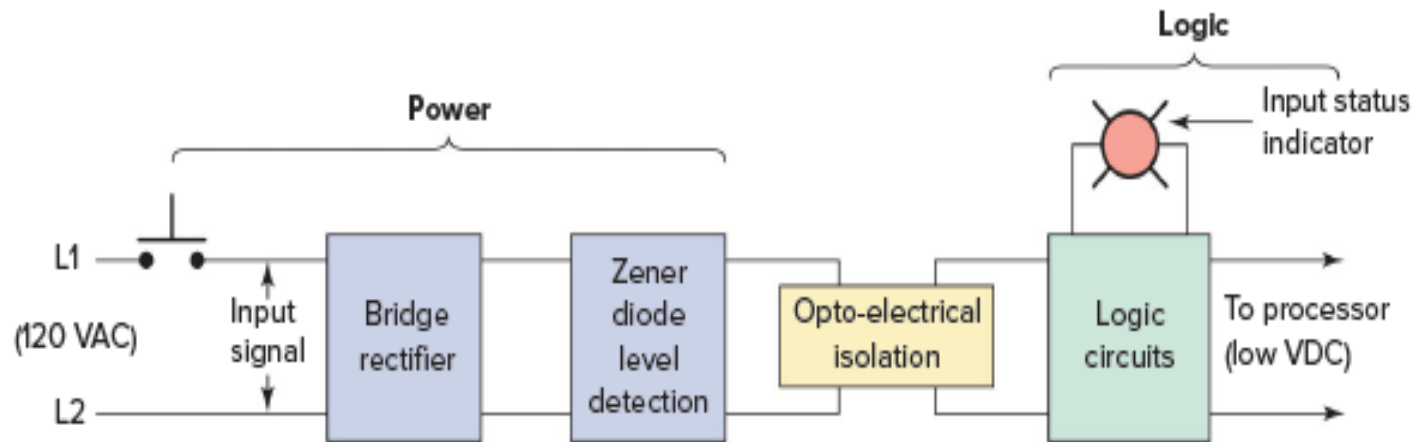 Logic
Input status
indicator
Power
L1
(120 VAC)
L2
Input
signal
Bridge
rectifier
Zener
diode
level
detection
Opto-electrical
isolation
Logic
circuits
To processor
(low VDC)